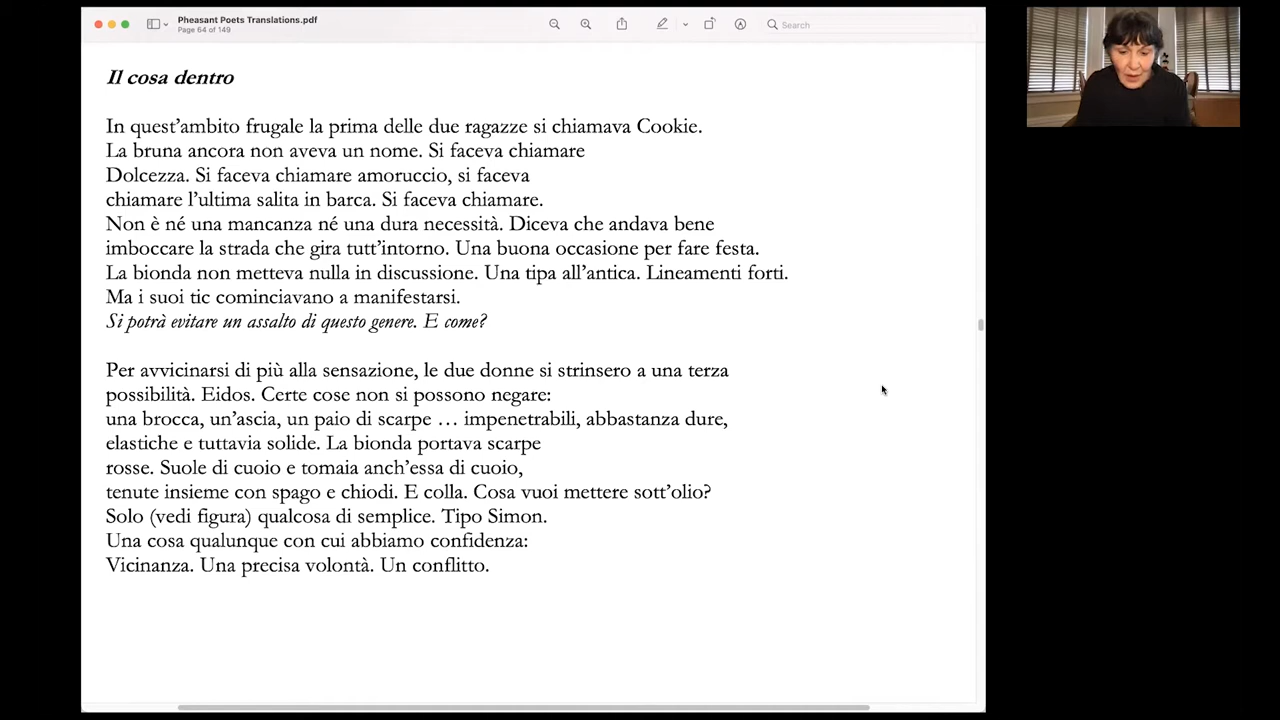 Pheasant Poets Translations.pdf
Page 64 of 149
Search
Il cosa dentro
In quest'ambito frugale la prima delle due ragazze si chiamava Cookie.
La bruna ancora non aveva un nome. Si faceva chiamare
Dolcezza. Si faceva chiamare amoruccio, si faceva
chiamare l'ultima salita in barca. Si faceva chiamare.
Non è né una mancanza né una dura necessità. Diceva che andava bene
imboccare la strada che gira tutt'intorno. Una buona occasione per fare festa.
La bionda non metteva nulla in discussione. Una tipa all'antica. Lineamenti forti.
Ma i suoi tic cominciavano a manifestarsi.
Si potrà evitare un assalto di questo genere. E come?
Per avvicinarsi di più alla sensazione, le due donne si strinsero a una terza
possibilità. Eidos. Certe cose non si possono negare:
una brocca, un'ascia, un paio di scarpe … impenetrabili, abbastanza dure,
elastiche e tuttavia solide. La bionda portava scarpe
rosse. Suole di cuoio e tomaia anch'essa di cuoio,
tenute insieme con spago e chiodi. E colla. Cosa vuoi mettere sott'olio?
Solo (vedi figura) qualcosa di semplice. Tipo Simon.
Una cosa qualunque con cui abbiamo confidenza:
Vicinanza. Una precisa volontà. Un conflitto.